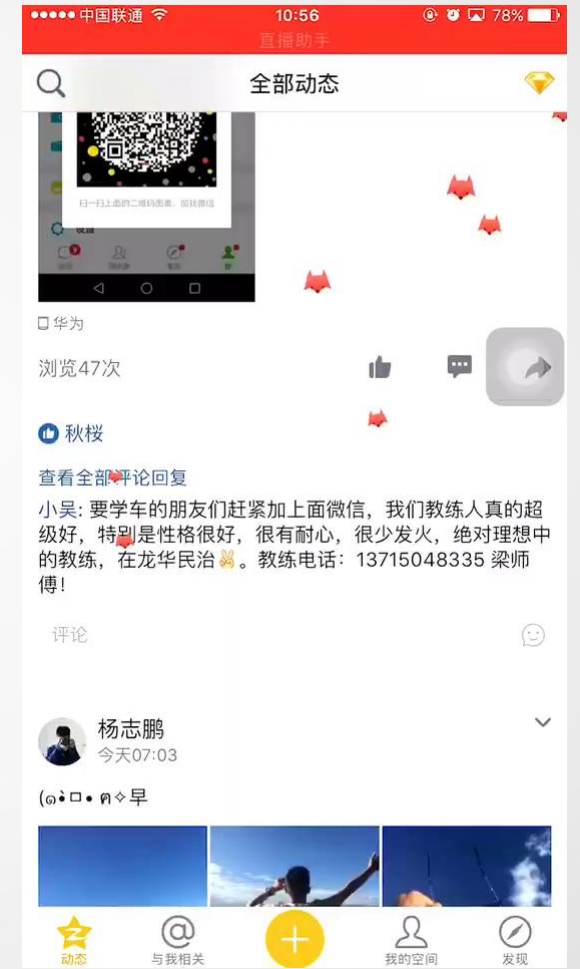 中国联通 10:56 78%
直播助手
全部动态
扫一扫上面的二维码图案，加我微信
华为
浏览47次
秋桜
查看全部评论回复
小吴: 要学车的朋友们赶紧加上面微信，我们教练人真的超
级好，特别是性格很好，很有耐心，很少发火，绝对理想中
的教练，在龙华民治✌。教练电话：13715048335 梁师
傅！
评论
杨志鹏
今天07:03
(๑•̀ㅁ•́ฅ✧早
动态 与我相关 我的空间 发现